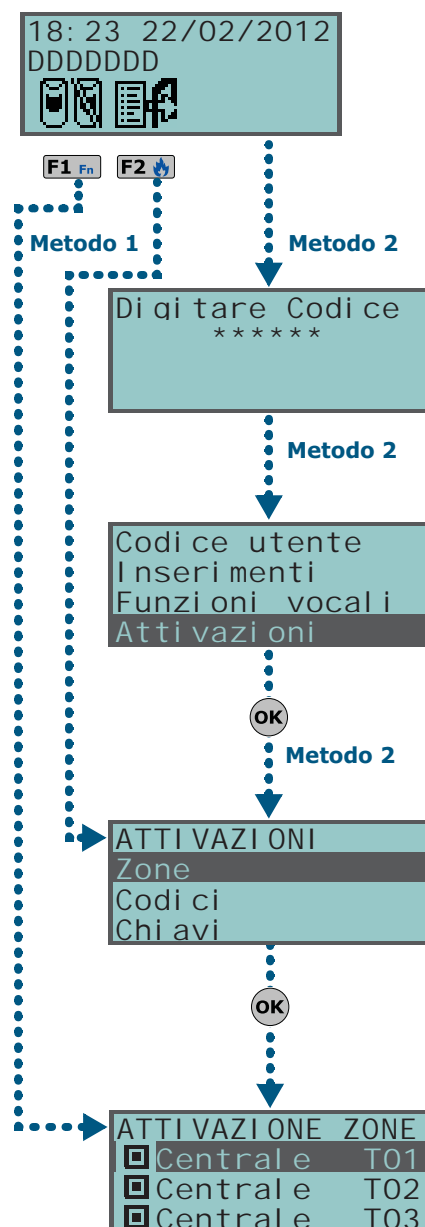 18:23 22/02/2012
DDDDDDD
F1 Fn F2
Metodo 1 Metodo 2
Digitare Codice
******
Metodo 2
Codice utente
Inserimenti
Funzioni vocali
Attivazioni
OK
Metodo 2
ATTIVAZIONI
Zone
Codici
Chiavi
OK
ATTIVAZIONE ZONE
Centrale T01
Centrale T02
Centrale T03